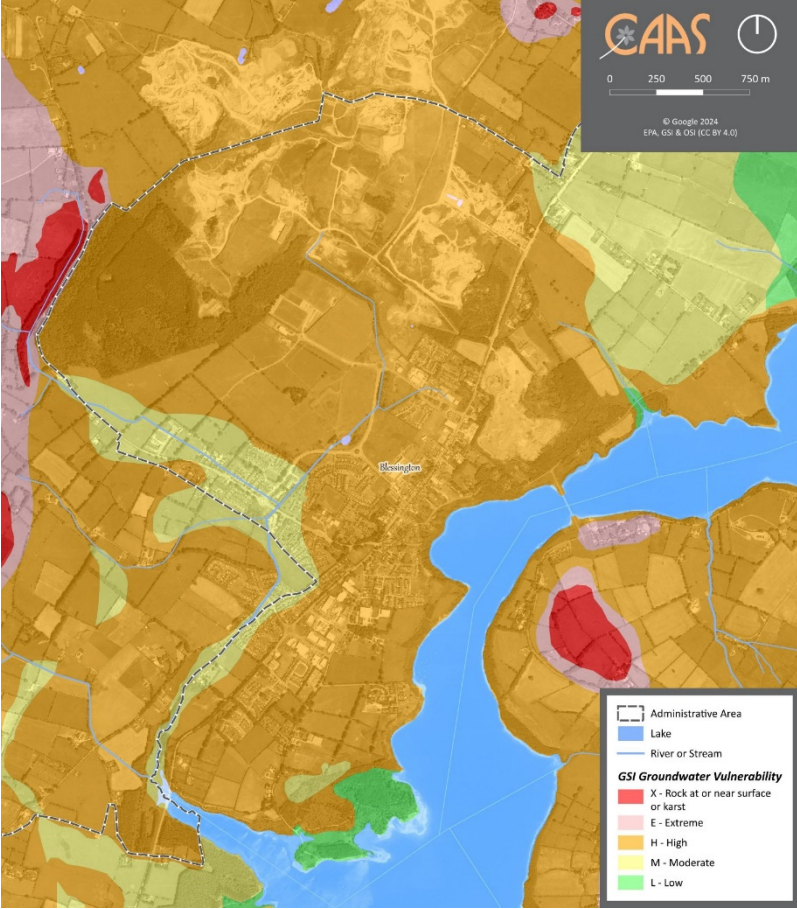 CAAS
0 250 500 750 m
© Google 2024
EPA, GSI & OSI (CC BY 4.0)
Blessington
Administrative Area
Lake
River or Stream
GSI Groundwater Vulnerability
X - Rock at or near surface
or karst
E - Extreme
H - High
M - Moderate
L - Low